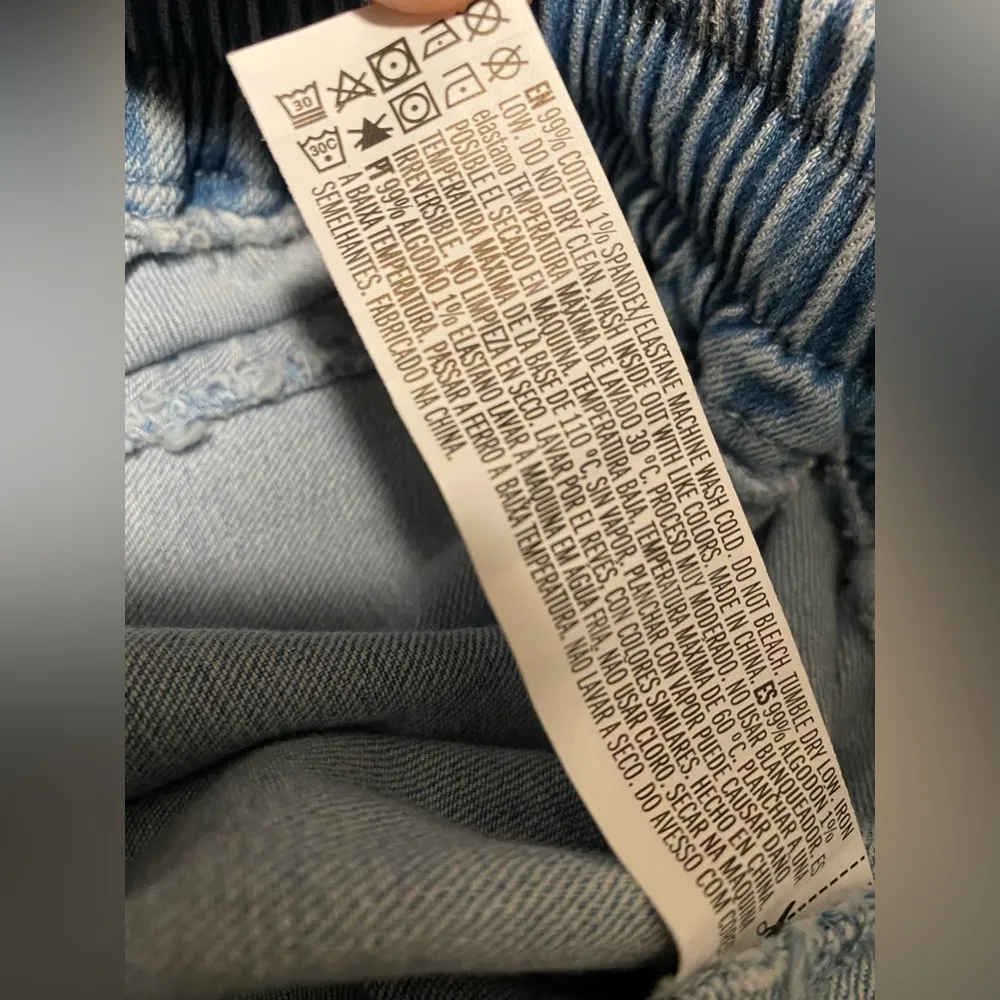 30
30C
EN 99% COTTON 1% SPANDEX/ELASTANE MACHINE WASH COLD. DO NOT BLEACH. TUMBLE DRY LOW. IRON
LOW. DO NOT DRY CLEAN. WASH INSIDE OUT WITH LIKE COLORS. MADE IN CHINA. ES 99% ALGODÓN 1%
elastano TEMPERATURA MÁXIMA DE LAVADO 30 ºC. PROCESO MUY MODERADO. NO USAR BLANQUEADOR. ES
POSIBLE EL SECADO EN MÁQUINA. TEMPERATURA BAJA. TEMPERATURA MÁXIMA DE 60 ºC. PLANCHAR A UNA
TEMPERATURA MÁXIMA DE LA BASE DE 110 ºC. SIN VAPOR. PLANCHAR CON VAPOR PUEDE CAUSAR DAÑO
IRREVERSIBLE. NO LIMPIEZA EN SECO. LAVAR POR EL REVÉS. CON COLORES SIMILARES. HECHO EN CHINA.
PT 99% ALGODÃO 1% ELASTANO LAVAR A MÁQUINA EM ÁGUA FRIA. NÃO USAR CLORO. SECAR NA MÁQUINA
A BAIXA TEMPERATURA. PASSAR A FERRO A BAIXA TEMPERATURA. NÃO LAVAR A SECO. DO AVESSO COM
SEMELHANTES. FABRICADO NA CHINA.